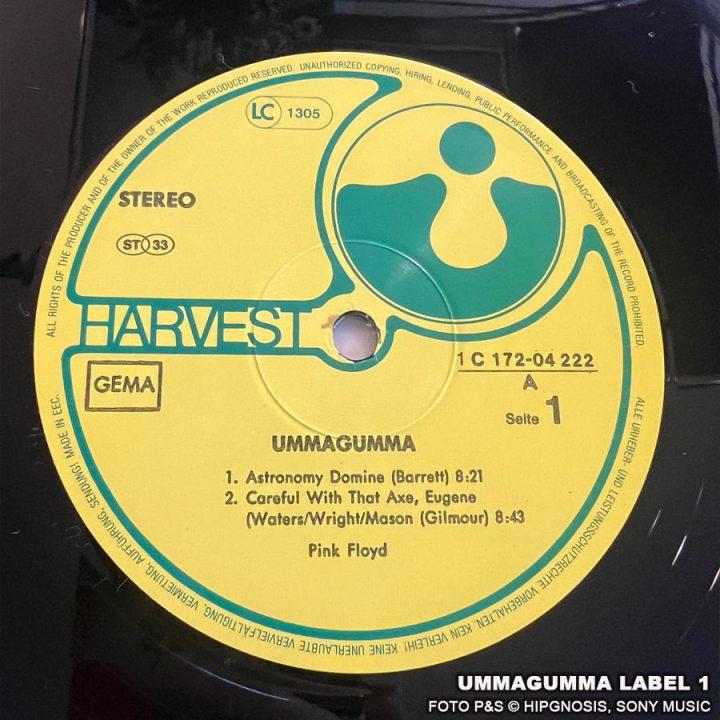 ALL RIGHTS OF THE PRODUCER AND OF THE OWNER OF THE WORK REPRODUCED RESERVED. UNAUTHORIZED COPYING, HIRING, LENDING, PUBLIC PERFORMANCE AND BROADCASTING OF THE RECORD PROHIBITED.
LC 1305
STEREO
ST 33
HARVEST
GEMA
1 C 172-04 222
A
Seite 1
UMMAGUMMA
1. Astronomy Domine (Barrett) 8:21
2. Careful With That Axe, Eugene
(Waters/Wright/Mason (Gilmour) 8:43
Pink Floyd
ALLE URHEBER- UND LEISTUNGSSCHUTZRECHTE VORBEHALTEN. KEIN VERLEIH! KEINE UNERLAUBTE VERVIELFÄLTIGUNG, VERMIETUNG, AUFFÜHRUNG, SENDUNG! MADE IN EEC.
UMMAGUMMA LABEL 1
FOTO P&S © HIPGNOSIS, SONY MUSIC